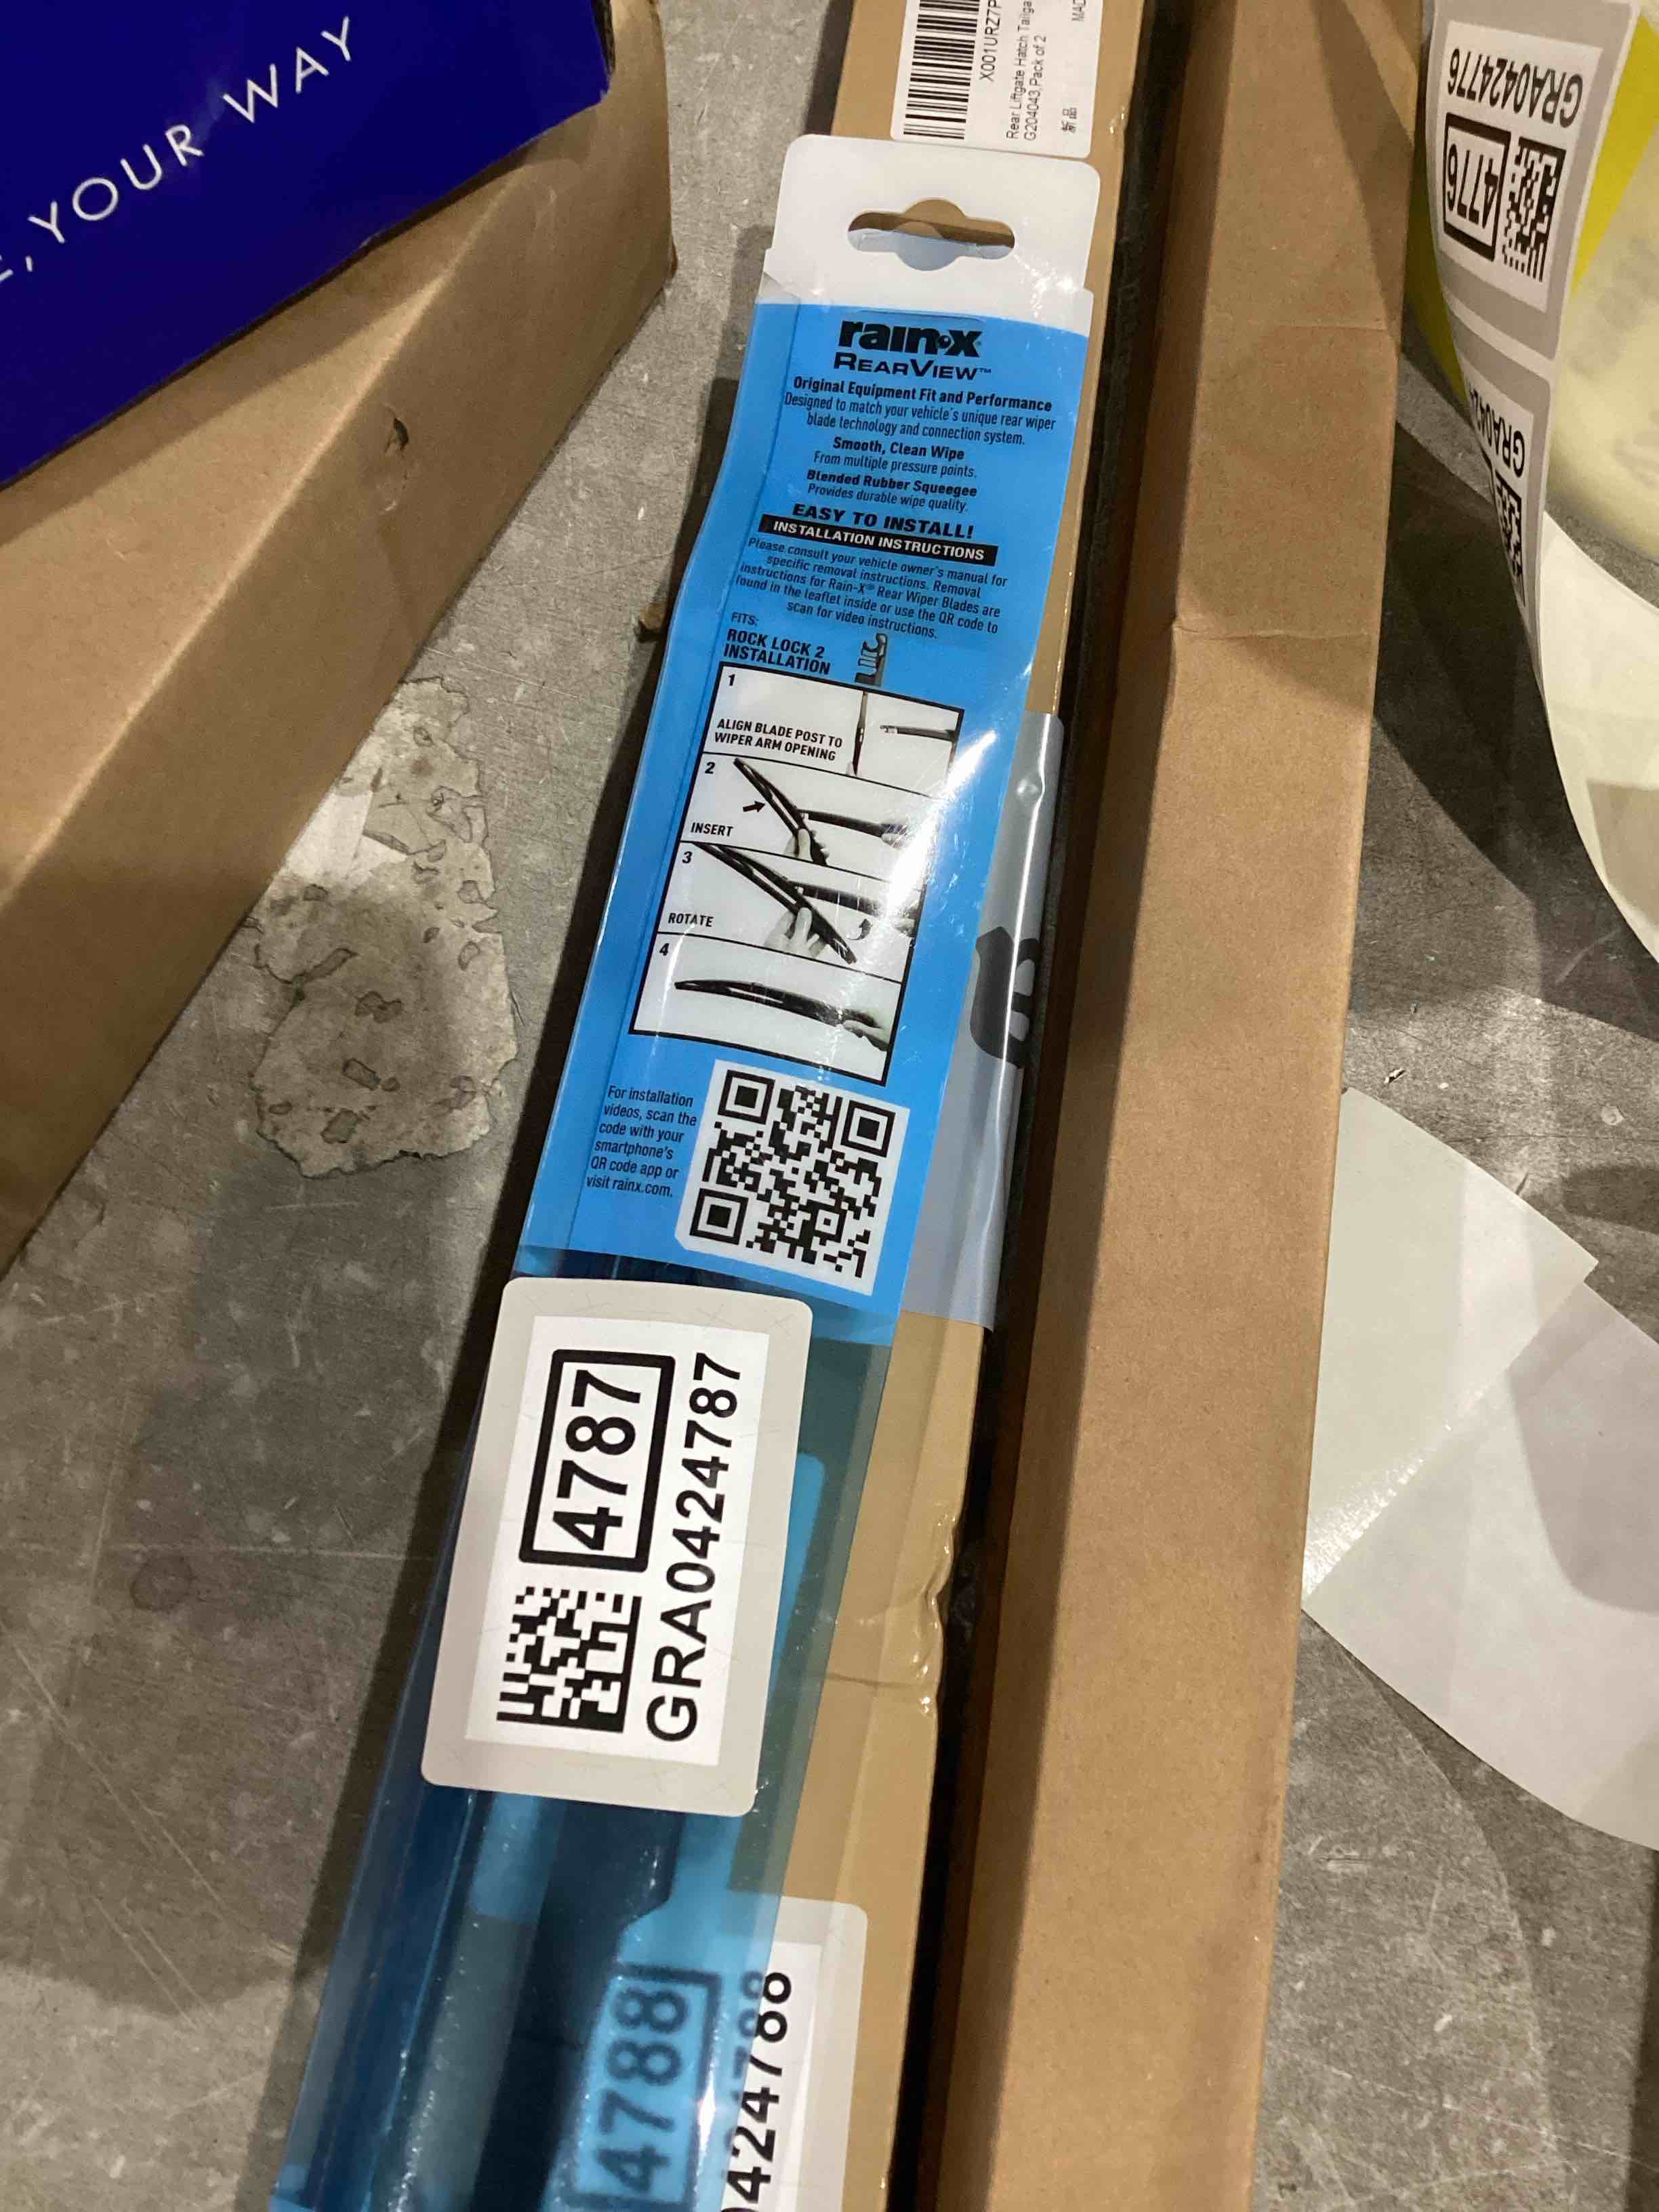 , YOUR WAY
X001URZ7P
Rear Liftgate Hatch Tailga
G204043,Pack of 2
新品
MAD
rain-x
REARVIEW™
Original Equipment Fit and Performance
Designed to match your vehicle's unique rear wiper
blade technology and connection system.
Smooth, Clean Wipe
From multiple pressure points.
Blended Rubber Squeegee
Provides durable wipe quality.
EASY TO INSTALL!
INSTALLATION INSTRUCTIONS
Please consult your vehicle owner's manual for
specific removal instructions. Removal
instructions for Rain-X® Rear Wiper Blades are
found in the leaflet inside or use the QR code to
scan for video instructions.
FITS:
ROCK LOCK 2
INSTALLATION
1
ALIGN BLADE POST TO
WIPER ARM OPENING
2
INSERT
3
ROTATE
4
For installation
videos, scan the
code with your
smartphone's
QR code app or
visit rainx.com.
4787
GRA0424787
4788
0424788
4776
GRA0424776